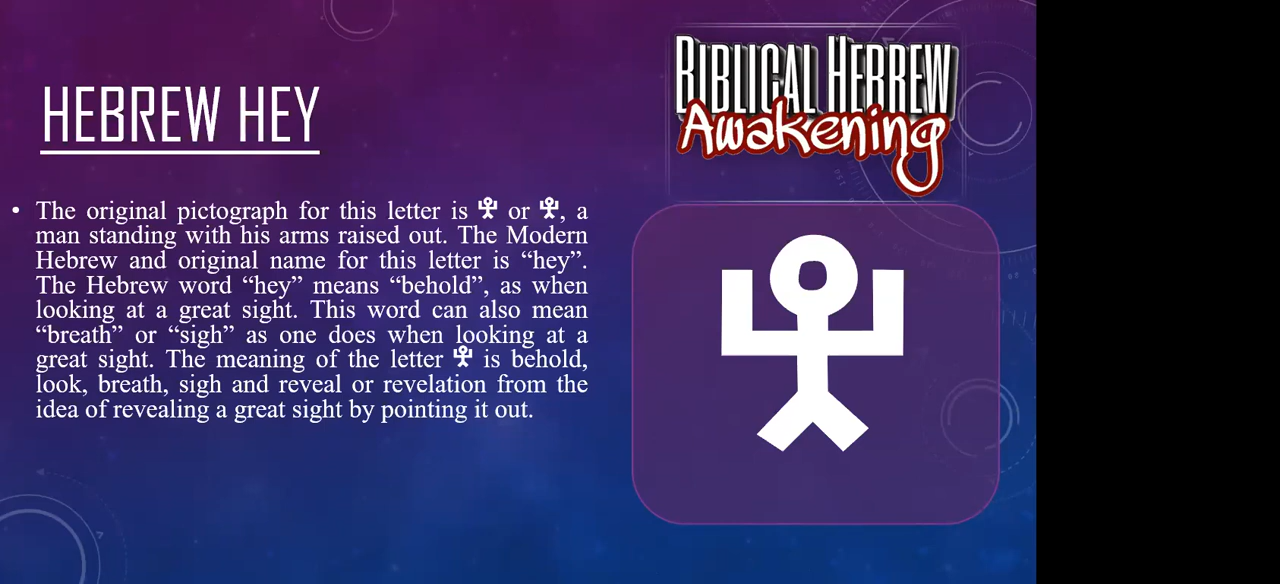 HEBREW HEY
BIBLICAL HEBREW
Awakening
• The original pictograph for this letter is 𐤄 or 𐤄, a
man standing with his arms raised out. The Modern
Hebrew and original name for this letter is “hey”.
The Hebrew word “hey” means “behold”, as when
looking at a great sight. This word can also mean
“breath” or “sigh” as one does when looking at a
great sight. The meaning of the letter 𐤄 is behold,
look, breath, sigh and reveal or revelation from the
idea of revealing a great sight by pointing it out.